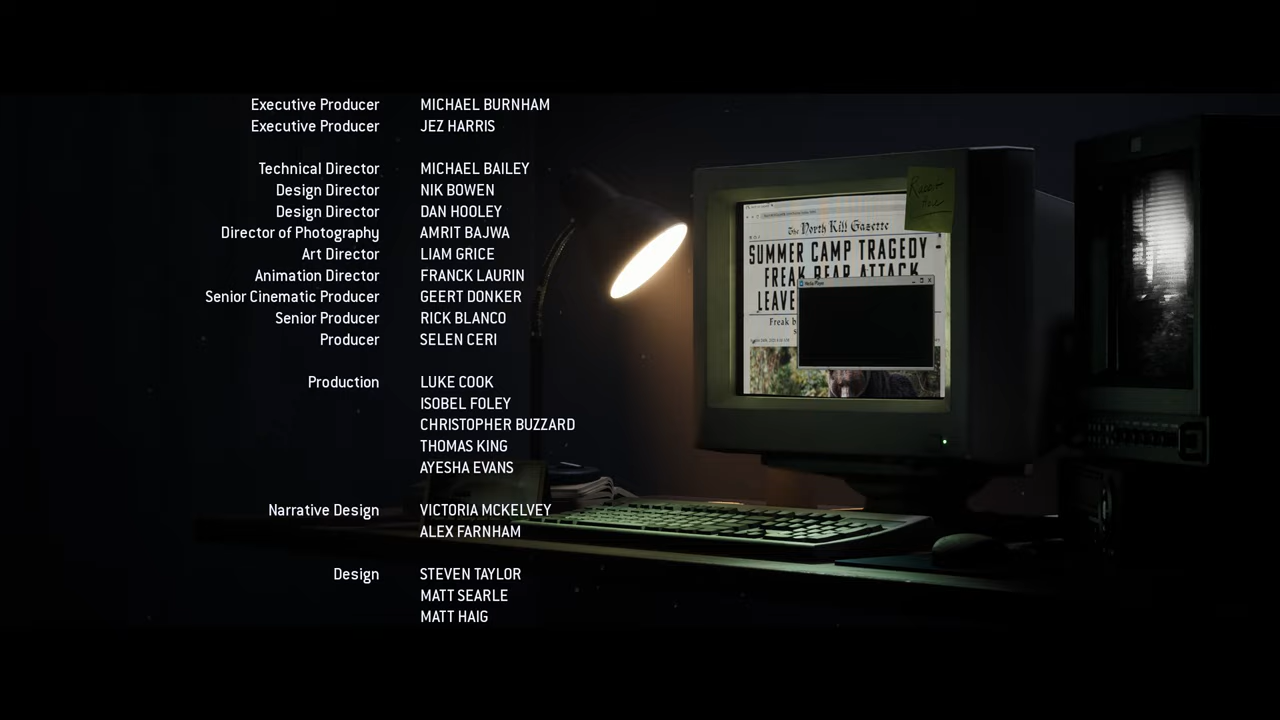 Executive Producer MICHAEL BURNHAM
Executive Producer JEZ HARRIS
Technical Director MICHAEL BAILEY
Design Director NIK BOWEN
Design Director DAN HOOLEY
Director of Photography AMRIT BAJWA
Art Director LIAM GRICE
Animation Director FRANCK LAURIN
Senior Cinematic Producer GEERT DONKER
Senior Producer RICK BLANCO
Producer SELEN CERI
Production LUKE COOK
ISOBEL FOLEY
CHRISTOPHER BUZZARD
THOMAS KING
AYESHA EVANS
Narrative Design VICTORIA MCKELVEY
ALEX FARNHAM
Design STEVEN TAYLOR
MATT SEARLE
MATT HAIG
The North Kill Gazette
SUMMER CAMP TRAGEDY -
FREAK BEAR ATTACK
LEAVE
Media Player
Freak b